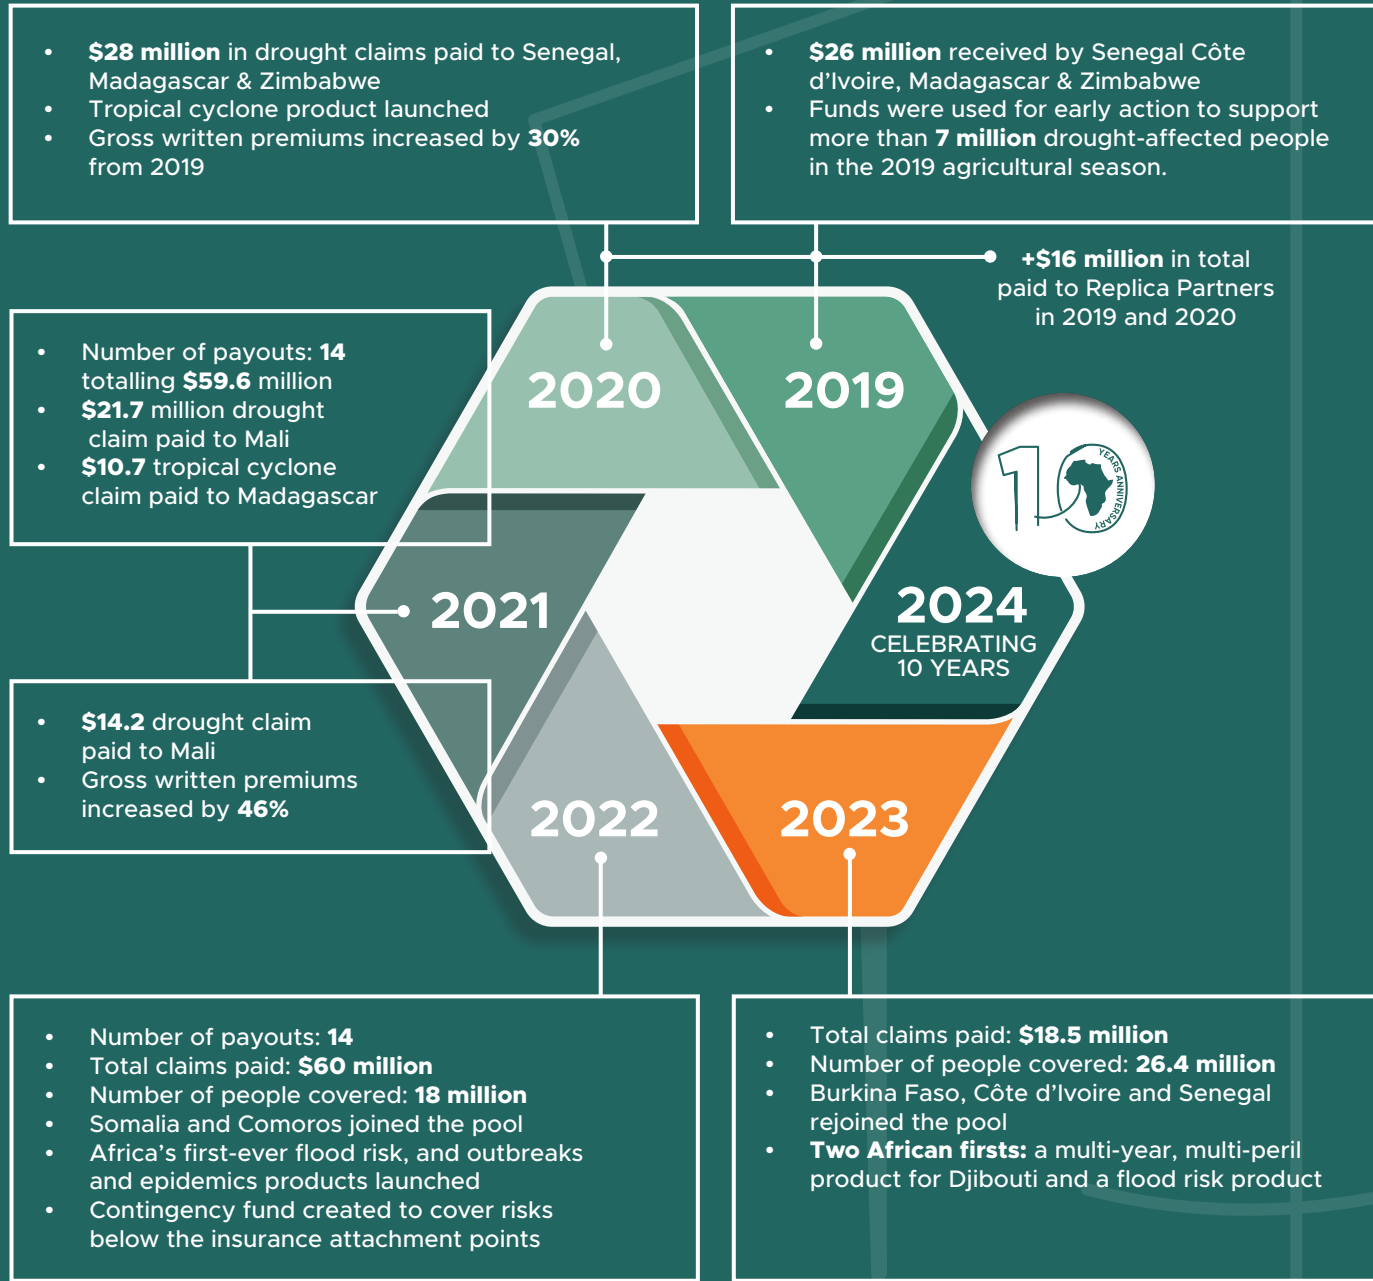 • $28 million in drought claims paid to Senegal,
Madagascar & Zimbabwe
• Tropical cyclone product launched
• Gross written premiums increased by 30%
from 2019
• $26 million received by Senegal Côte
d'Ivoire, Madagascar & Zimbabwe
• Funds were used for early action to support
more than 7 million drought-affected people
in the 2019 agricultural season.
+$16 million in total
paid to Replica Partners
in 2019 and 2020
• Number of payouts: 14
totalling $59.6 million
• $21.7 million drought
claim paid to Mali
• $10.7 tropical cyclone
claim paid to Madagascar
2020
2019
10
YEARS ANNIVERSARY
2021
2024
CELEBRATING
10 YEARS
• $14.2 drought claim
paid to Mali
• Gross written premiums
increased by 46%
2022
2023
• Number of payouts: 14
• Total claims paid: $60 million
• Number of people covered: 18 million
• Somalia and Comoros joined the pool
• Africa's first-ever flood risk, and outbreaks
and epidemics products launched
• Contingency fund created to cover risks
below the insurance attachment points
• Total claims paid: $18.5 million
• Number of people covered: 26.4 million
• Burkina Faso, Côte d'Ivoire and Senegal
rejoined the pool
• Two African firsts: a multi-year, multi-peril
product for Djibouti and a flood risk product